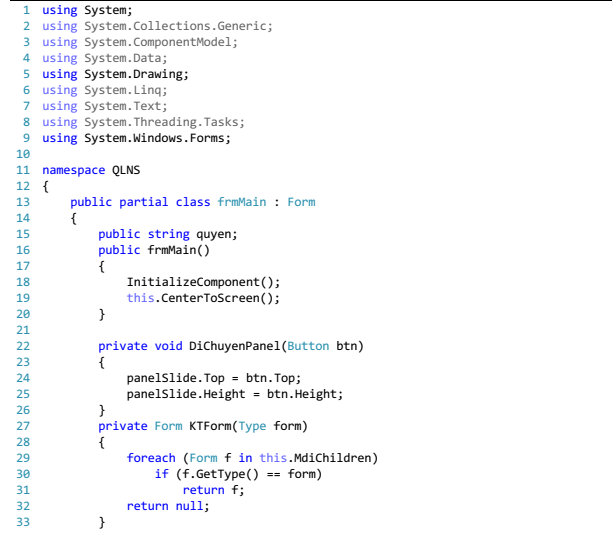 1 using System;
2 using System.Collections.Generic;
3 using System.ComponentModel;
4 using System.Data;
5 using System.Drawing;
6 using System.Linq;
7 using System.Text;
8 using System.Threading.Tasks;
9 using System.Windows.Forms;
10
11 namespace QLNS
12 {
13     public partial class frmMain : Form
14     {
15         public string quyen;
16         public frmMain()
17         {
18             InitializeComponent();
19             this.CenterToScreen();
20         }
21
22         private void DiChuyenPanel(Button btn)
23         {
24             panelSlide.Top = btn.Top;
25             panelSlide.Height = btn.Height;
26         }
27         private Form KTForm(Type form)
28         {
29             foreach (Form f in this.MdiChildren)
30                 if (f.GetType() == form)
31                     return f;
32             return null;
33         }